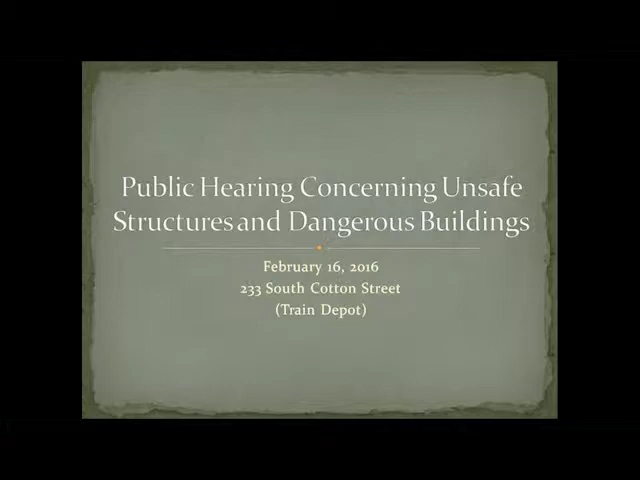 Public Hearing Concerning Unsafe
Structures and Dangerous Buildings
February 16, 2016
233 South Cotton Street
(Train Depot)